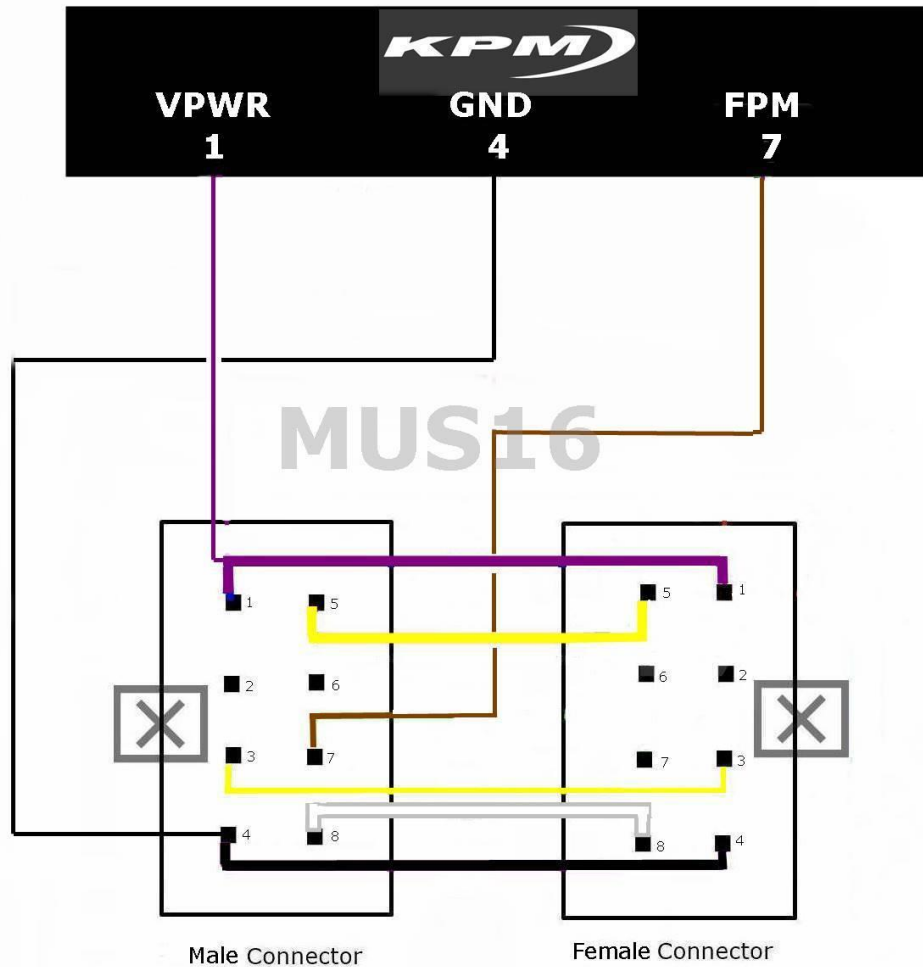 KPM
VPWR GND FPM
1 4 7
MUS16
1 5 5 1
2 6 6 2
3 7 7 3
4 8 8 4
Male Connector Female Connector